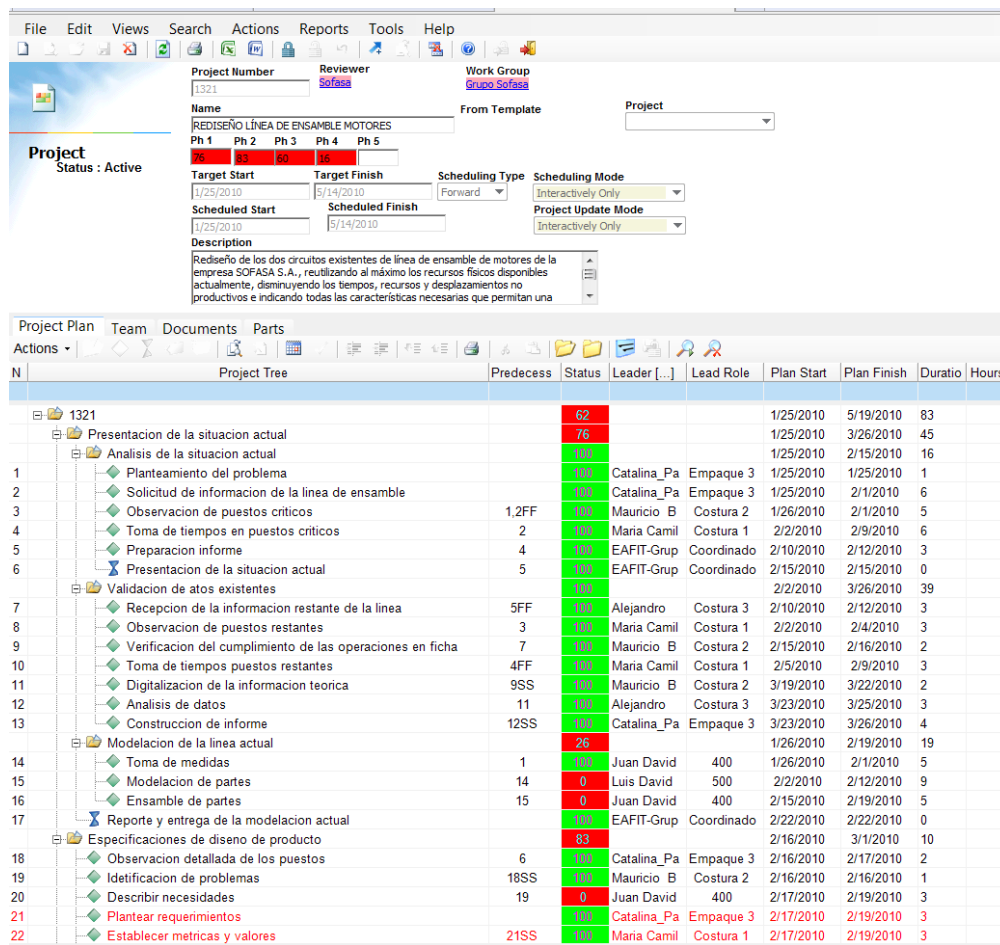 File Edit Views Search Actions Reports Tools Help
Project Number Reviewer Work Group
1321 Sofasa Grupo Sofasa
Name From Template Project
REDISEÑO LÍNEA DE ENSAMBLE MOTORES
Ph 1 Ph 2 Ph 3 Ph 4 Ph 5
76 83 60 16
Project
Status : Active
Target Start Target Finish Scheduling Type Scheduling Mode
1/25/2010 5/14/2010 Forward Interactively Only
Scheduled Start Scheduled Finish Project Update Mode
1/25/2010 5/14/2010 Interactively Only
Description
Rediseño de los dos circuitos existentes de línea de ensamble de motores de la
empresa SOFASA S.A., reutilizando al máximo los recursos físicos disponibles
actualmente, disminuyendo los tiempos, recursos y desplazamientos no
productivos e indicando todas las características necesarias que permitan una
Project Plan Team Documents Parts
Actions
N Project Tree Predecess Status Leader [...] Lead Role Plan Start Plan Finish Duratio Hours
1321 62 1/25/2010 5/19/2010 83
Presentacion de la situacion actual 76 1/25/2010 3/26/2010 45
Analisis de la situacion actual 100 1/25/2010 2/15/2010 16
1 Planteamiento del problema 100 Catalina_Pa Empaque 3 1/25/2010 1/25/2010 1
2 Solicitud de informacion de la linea de ensamble 100 Catalina_Pa Empaque 3 1/25/2010 2/1/2010 6
3 Observacion de puestos criticos 1,2FF 100 Mauricio B Costura 2 1/26/2010 2/1/2010 5
4 Toma de tiempos en puestos criticos 2 100 Maria Camil Costura 1 2/2/2010 2/9/2010 6
5 Preparacion informe 4 100 EAFIT-Grup Coordinado 2/10/2010 2/12/2010 3
6 Presentacion de la situacion actual 5 100 EAFIT-Grup Coordinado 2/15/2010 2/15/2010 0
Validacion de atos existentes 100 2/2/2010 3/26/2010 39
7 Recepcion de la informacion restante de la linea 5FF 100 Alejandro Costura 3 2/10/2010 2/12/2010 3
8 Observacion de puestos restantes 3 100 Maria Camil Costura 1 2/2/2010 2/4/2010 3
9 Verificacion del cumplimiento de las operaciones en ficha 7 100 Mauricio B Costura 2 2/15/2010 2/16/2010 2
10 Toma de tiempos puestos restantes 4FF 100 Maria Camil Costura 1 2/5/2010 2/9/2010 3
11 Digitalizacion de la informacion teorica 9SS 100 Mauricio B Costura 2 3/19/2010 3/22/2010 2
12 Analisis de datos 11 100 Alejandro Costura 3 3/23/2010 3/25/2010 3
13 Construccion de informe 12SS 100 Catalina_Pa Empaque 3 3/23/2010 3/26/2010 4
Modelacion de la linea actual 26 1/26/2010 2/19/2010 19
14 Toma de medidas 1 100 Juan David 400 1/26/2010 2/1/2010 5
15 Modelacion de partes 14 0 Luis David 500 2/2/2010 2/12/2010 9
16 Ensamble de partes 15 0 Juan David 400 2/15/2010 2/19/2010 5
17 Reporte y entrega de la modelacion actual 100 EAFIT-Grup Coordinado 2/22/2010 2/22/2010 0
Especificaciones de diseno de producto 83 2/16/2010 3/1/2010 10
18 Observacion detallada de los puestos 6 100 Catalina_Pa Empaque 3 2/16/2010 2/17/2010 2
19 Idetificacion de problemas 18SS 100 Mauricio B Costura 2 2/16/2010 2/16/2010 1
20 Describir necesidades 19 0 Juan David 400 2/17/2010 2/19/2010 3
21 Plantear requerimientos 100 Catalina_Pa Empaque 3 2/17/2010 2/19/2010 3
22 Establecer metricas y valores 21SS 100 Maria Camil Costura 1 2/17/2010 2/19/2010 3